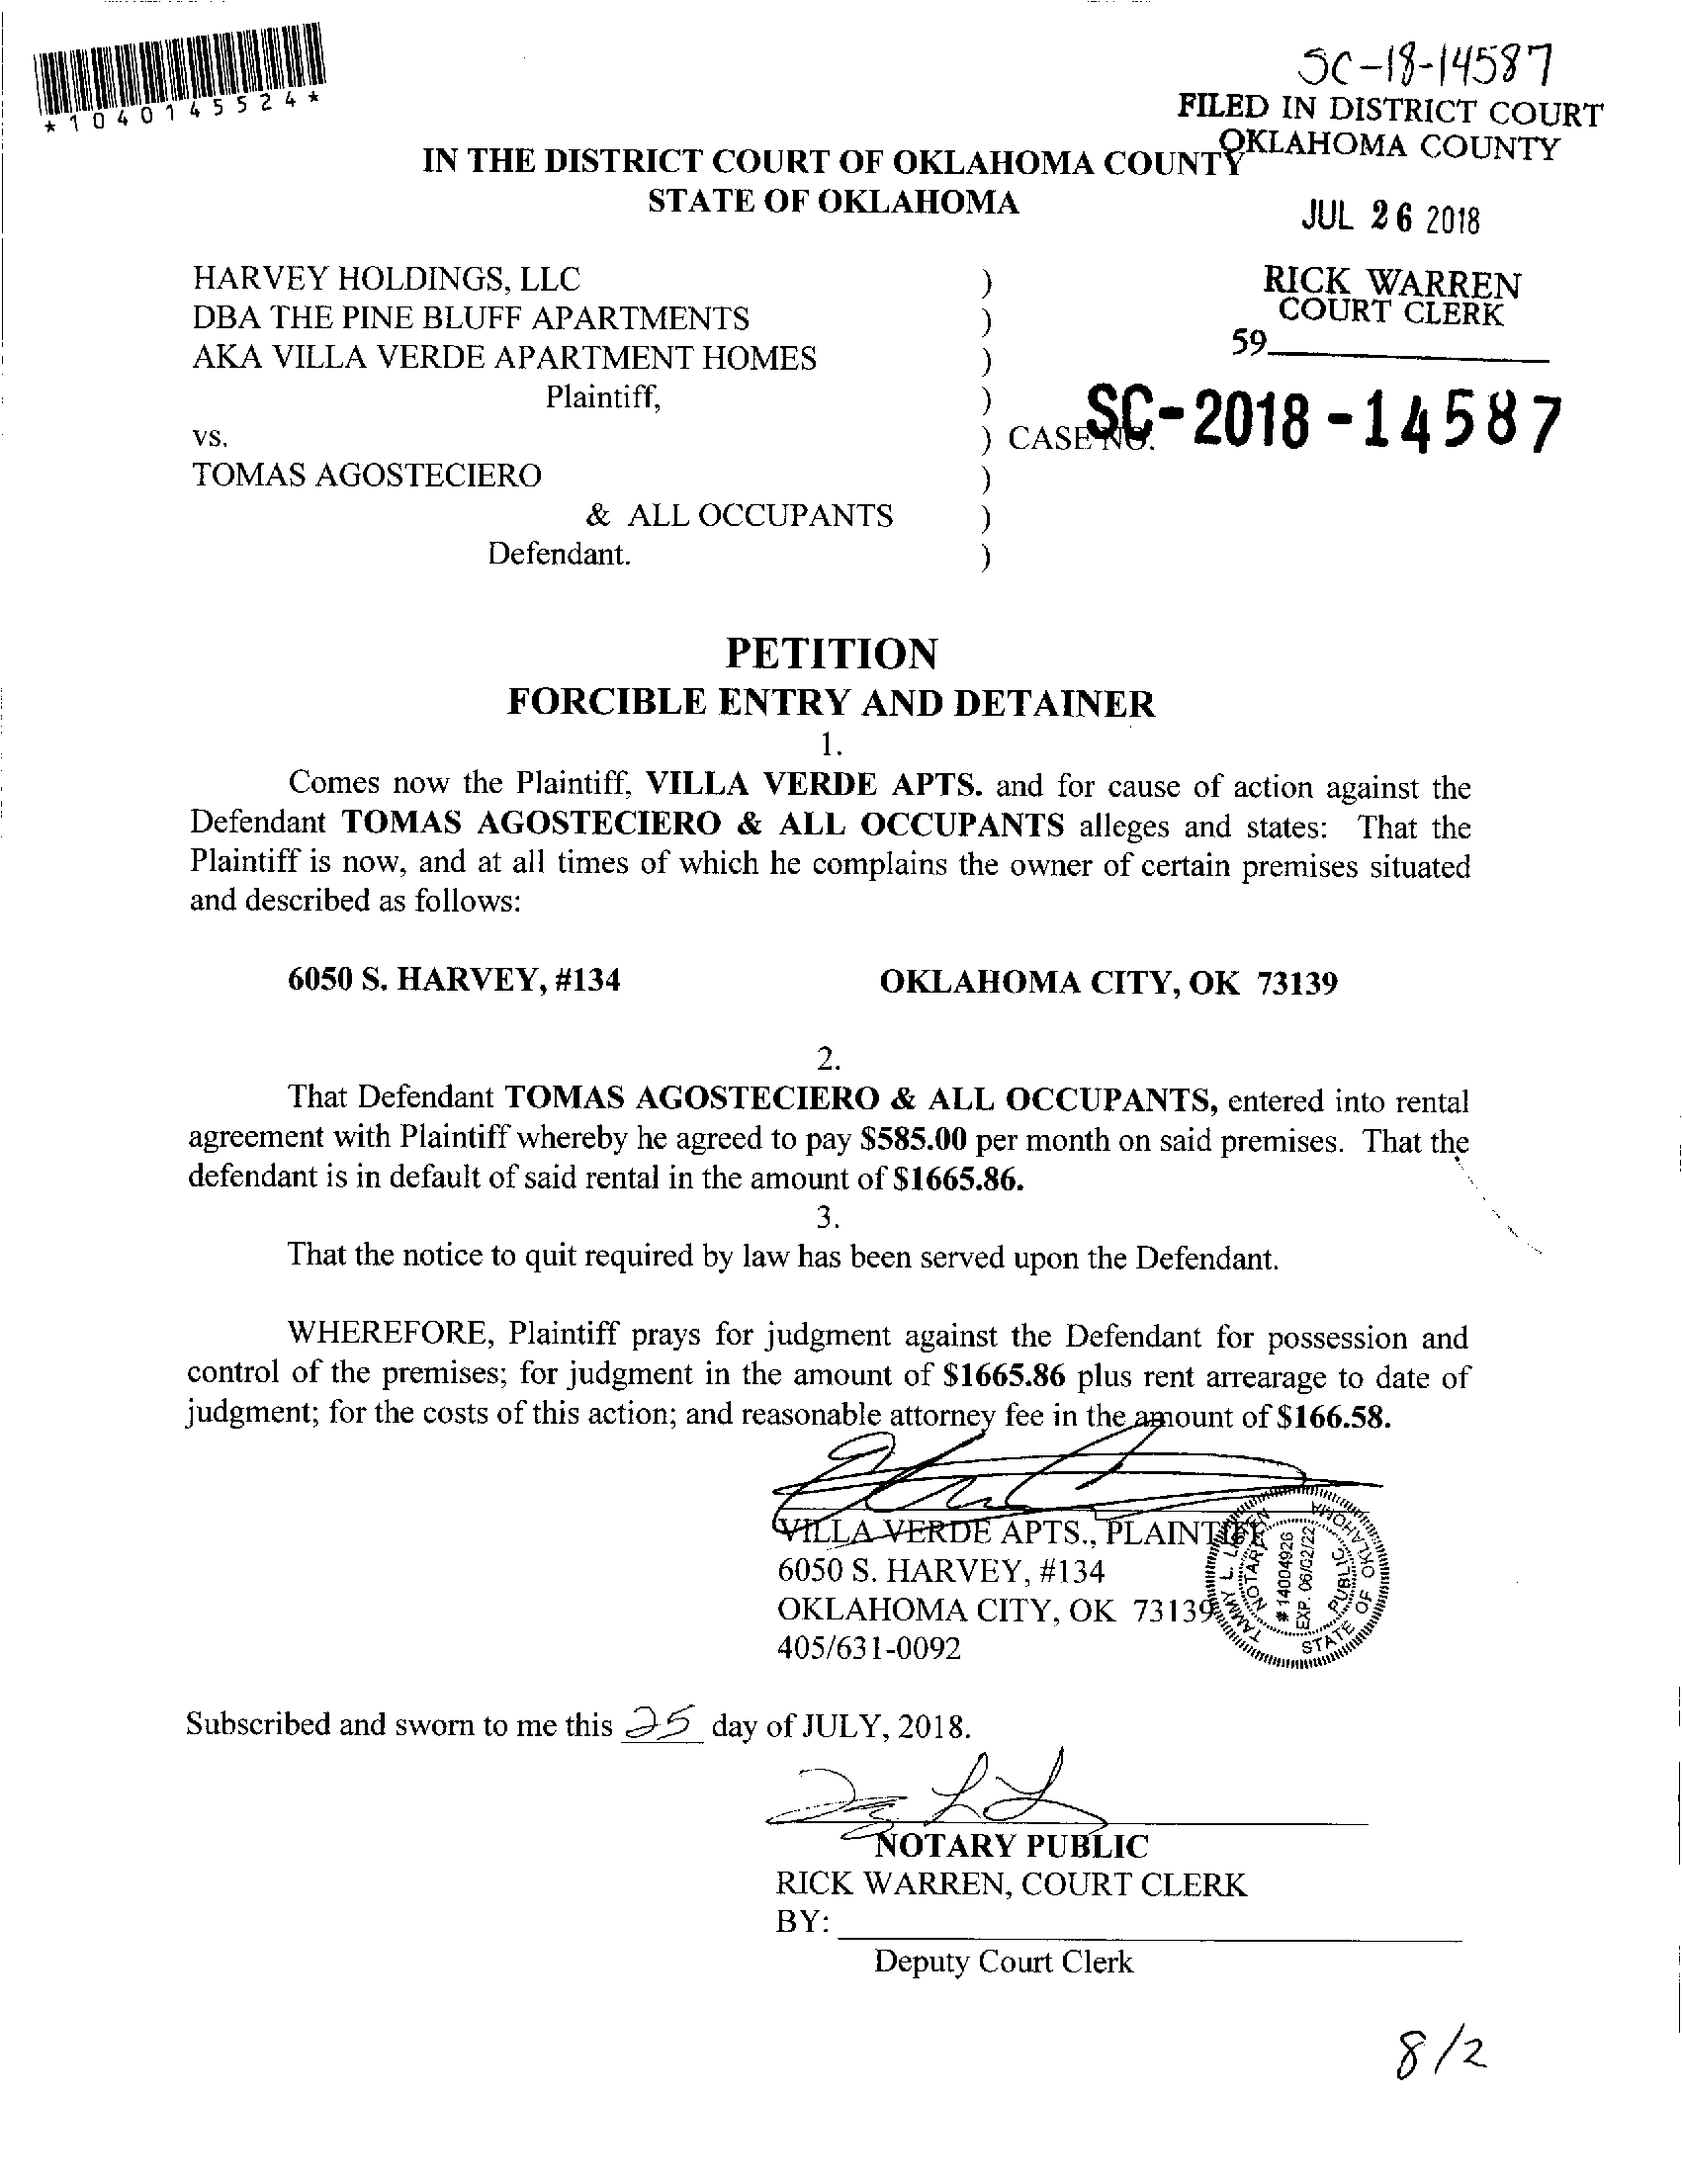 *1040145524*
SC-18-14587
FILED IN DISTRICT COURT
OKLAHOMA COUNTY
IN THE DISTRICT COURT OF OKLAHOMA COUNTY
STATE OF OKLAHOMA
JUL 26 2018
HARVEY HOLDINGS, LLC )
RICK WARREN
COURT CLERK
DBA THE PINE BLUFF APARTMENTS )
59
AKA VILLA VERDE APARTMENT HOMES )
Plaintiff, )
vs. ) CASE NO. SC-2018-14587
TOMAS AGOSTECIERO )
& ALL OCCUPANTS )
Defendant. )
PETITION
FORCIBLE ENTRY AND DETAINER
1.
Comes now the Plaintiff, VILLA VERDE APTS. and for cause of action against the
Defendant TOMAS AGOSTECIERO & ALL OCCUPANTS alleges and states: That the
Plaintiff is now, and at all times of which he complains the owner of certain premises situated
and described as follows:
6050 S. HARVEY, #134 OKLAHOMA CITY, OK 73139
2.
That Defendant TOMAS AGOSTECIERO & ALL OCCUPANTS, entered into rental
agreement with Plaintiff whereby he agreed to pay $585.00 per month on said premises. That the
defendant is in default of said rental in the amount of $1665.86.
3.
That the notice to quit required by law has been served upon the Defendant.
WHEREFORE, Plaintiff prays for judgment against the Defendant for possession and
control of the premises; for judgment in the amount of $1665.86 plus rent arrearage to date of
judgment; for the costs of this action; and reasonable attorney fee in the amount of $166.58.
VILLA VERDE APTS., PLAINTIFF
6050 S. HARVEY, #134
OKLAHOMA CITY, OK 73139
405/631-0092
TAMMY L.
NOTARY PUBLIC
# 14004926
EXP. 06/02/22
STATE OF OKLAHOMA
Subscribed and sworn to me this 25 day of JULY, 2018.
NOTARY PUBLIC
RICK WARREN, COURT CLERK
BY:
Deputy Court Clerk
8/2